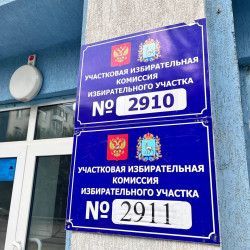 УЧАСТКОВАЯ ИЗБИРАТЕЛЬНАЯ
КОМИССИЯ
ИЗБИРАТЕЛЬНОГО УЧАСТКА
№ 2910
УЧАСТКОВАЯ ИЗБИРАТЕЛЬНАЯ
КОМИССИЯ
ИЗБИРАТЕЛЬНОГО УЧАСТКА
№ 2911